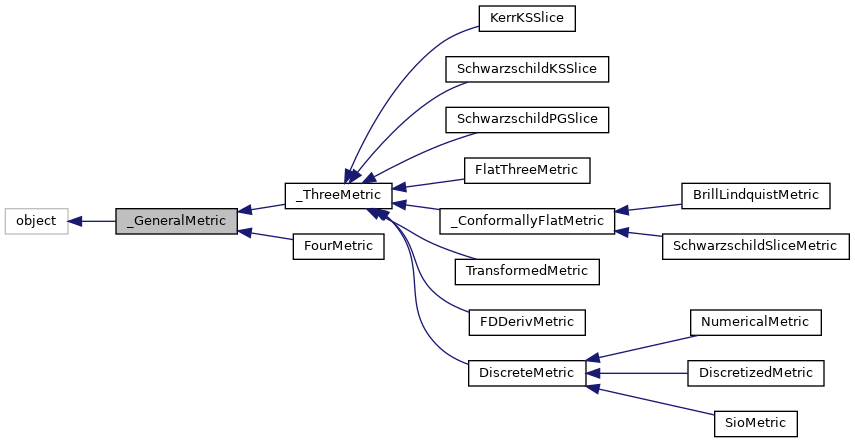 KerrKSSlice
SchwarzschildKSSlice
SchwarzschildPGSlice
FlatThreeMetric
_ThreeMetric
BrillLindquistMetric
object
_GeneralMetric
_ConformallyFlatMetric
FourMetric
SchwarzschildSliceMetric
TransformedMetric
FDDerivMetric
NumericalMetric
DiscreteMetric
DiscretizedMetric
SioMetric